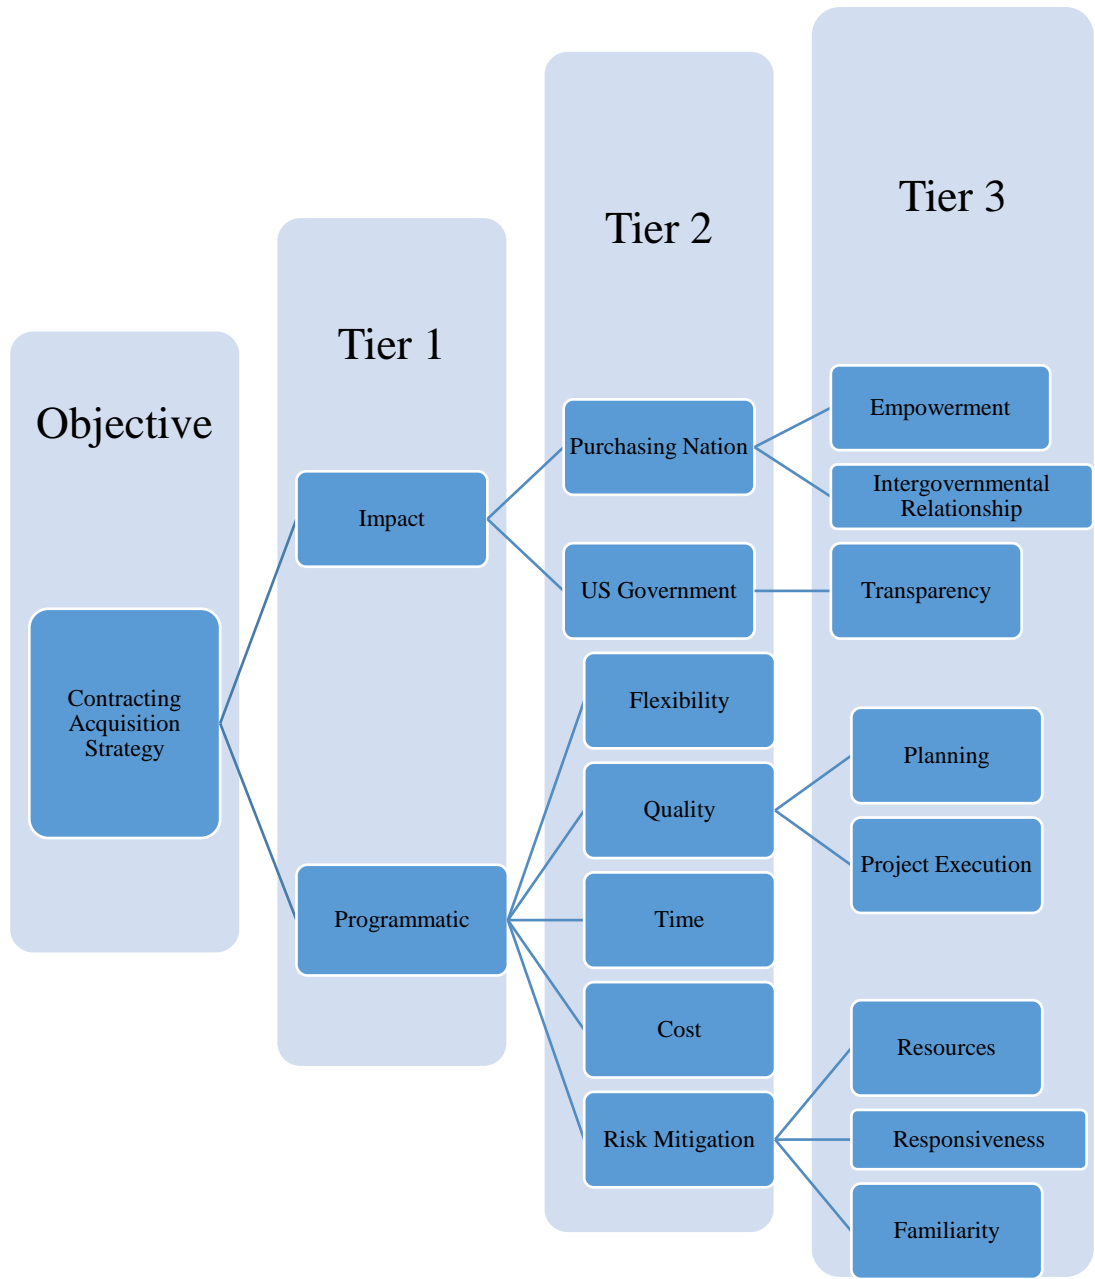 Objective
Contracting
Acquisition
Strategy
Tier 1
Impact
Programmatic
Tier 2
Purchasing Nation
US Government
Flexibility
Quality
Time
Cost
Risk Mitigation
Tier 3
Empowerment
Intergovernmental
Relationship
Transparency
Planning
Project Execution
Resources
Responsiveness
Familiarity